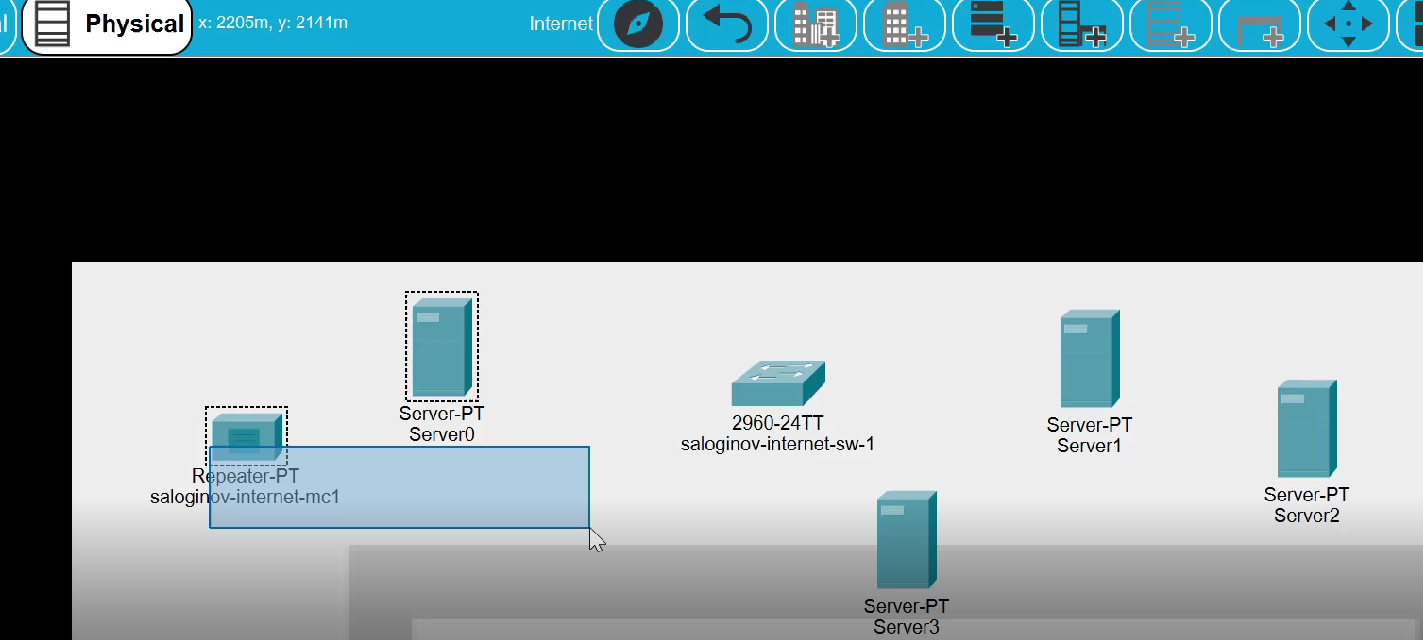 Physical
x: 2205m, y: 2141m
Internet
Server-PT
Server0
2960-24TT
saloginov-internet-sw-1
Server-PT
Server1
Repeater-PT
saloginov-internet-mc1
Server-PT
Server2
Server-PT
Server3